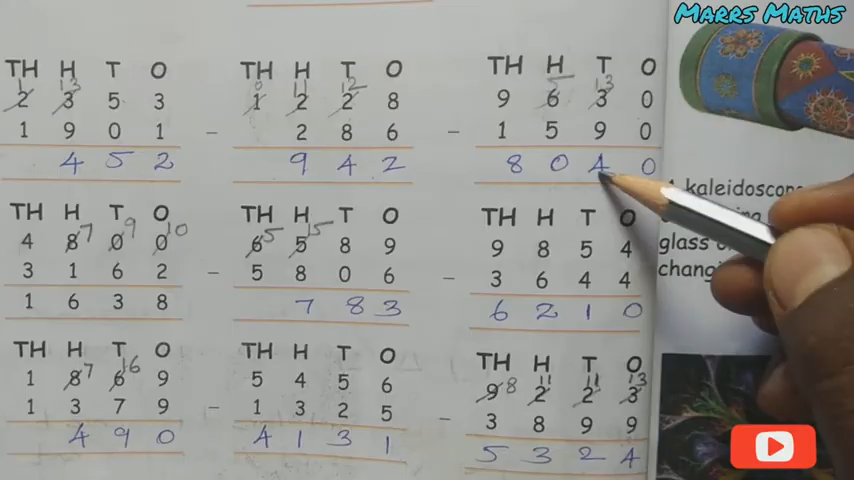 MARRS MATHS
TH H T O TH H T O TH H T O
1 13 0 11 12 5 13
2 3 5 3 1 2 2 8 9 6 3 0
1 9 0 1 - 2 8 6 - 1 5 9 0
4 5 2 9 4 2 8 0 4 0
A kaleidoscope
TH H T O TH H T O TH H T O
7 9 10 5 15
4 8 0 0 6 5 8 9 9 8 5 4
glass
3 1 6 2 - 5 8 0 6 - 3 6 4 4
1 6 3 8 7 8 3 6 2 1 0
TH H T O TH H T O TH H T O
7 16 8 11 11 13
1 8 6 9 5 4 5 6 9 2 2 3
1 3 7 9 - 1 3 2 5 - 3 8 9 9
4 9 0 4 1 3 1 5 3 2 4